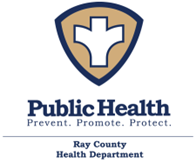 Public Health
Prevent. Promote. Protect.
Ray County
Health Department